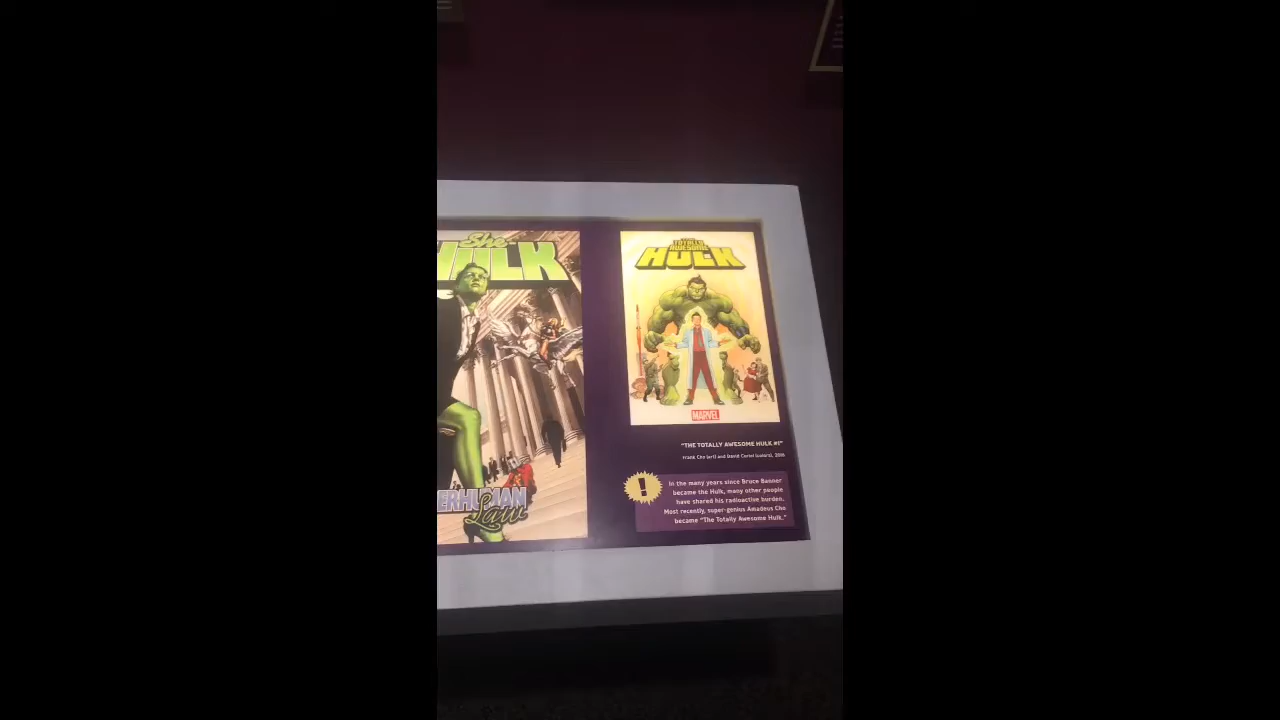 She-
HULK
ERHUMAN
Law
THE
TOTALLY
AWESOME
HULK
MARVEL
"THE TOTALLY AWESOME HULK #1"
Frank Cho (art) and David Curiel (colors), 2016
!
In the many years since Bruce Banner
became the Hulk, many other people
have shared his radioactive burden.
Most recently, super-genius Amadeus Cho
became "The Totally Awesome Hulk."